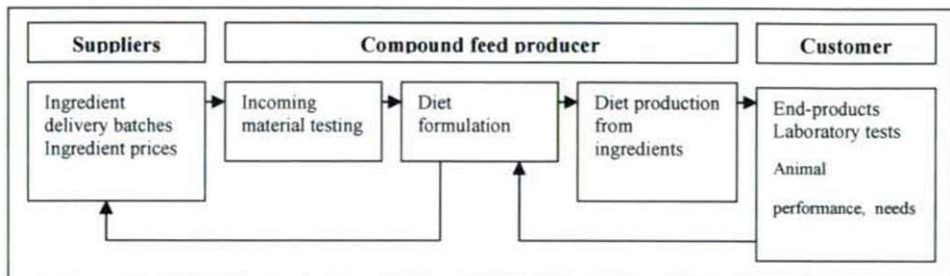 Suppliers
Compound feed producer
Customer
Ingredient
delivery batches
Ingredient prices
Incoming
material testing
Diet
formulation
Diet production
from
ingredients
End-products
Laboratory tests
Animal
performance, needs